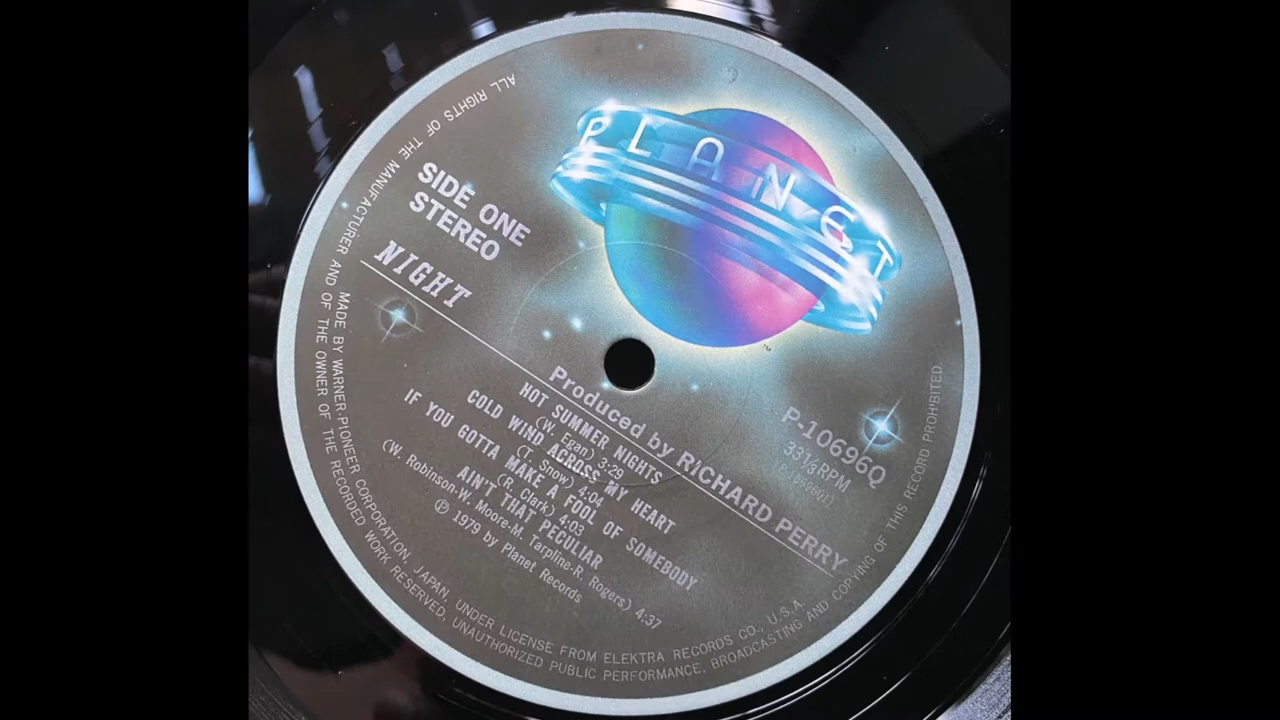 PLANET
™
SIDE ONE
STEREO
NIGHT
Produced by RICHARD PERRY
P-10696Q
33⅓RPM
(P-10696Q1)
HOT SUMMER NIGHTS
(W. Egan) 3:29
COLD WIND ACROSS MY HEART
(T. Snow) 4:04
IF YOU GOTTA MAKE A FOOL OF SOMEBODY
(R. Clark) 4:03
AIN'T THAT PECULIAR
(W. Robinson-W. Moore-M. Tarpline-R. Rogers) 4:37
Ⓟ 1979 by Planet Records
MADE BY WARNER-PIONEER CORPORATION, JAPAN, UNDER LICENSE FROM ELEKTRA RECORDS CO., U.S.A.
ALL RIGHTS OF THE MANUFACTURER AND OF THE OWNER OF THE RECORDED WORK RESERVED, UNAUTHORIZED PUBLIC PERFORMANCE, BROADCASTING AND COPYING OF THIS RECORD PROHIBITED.